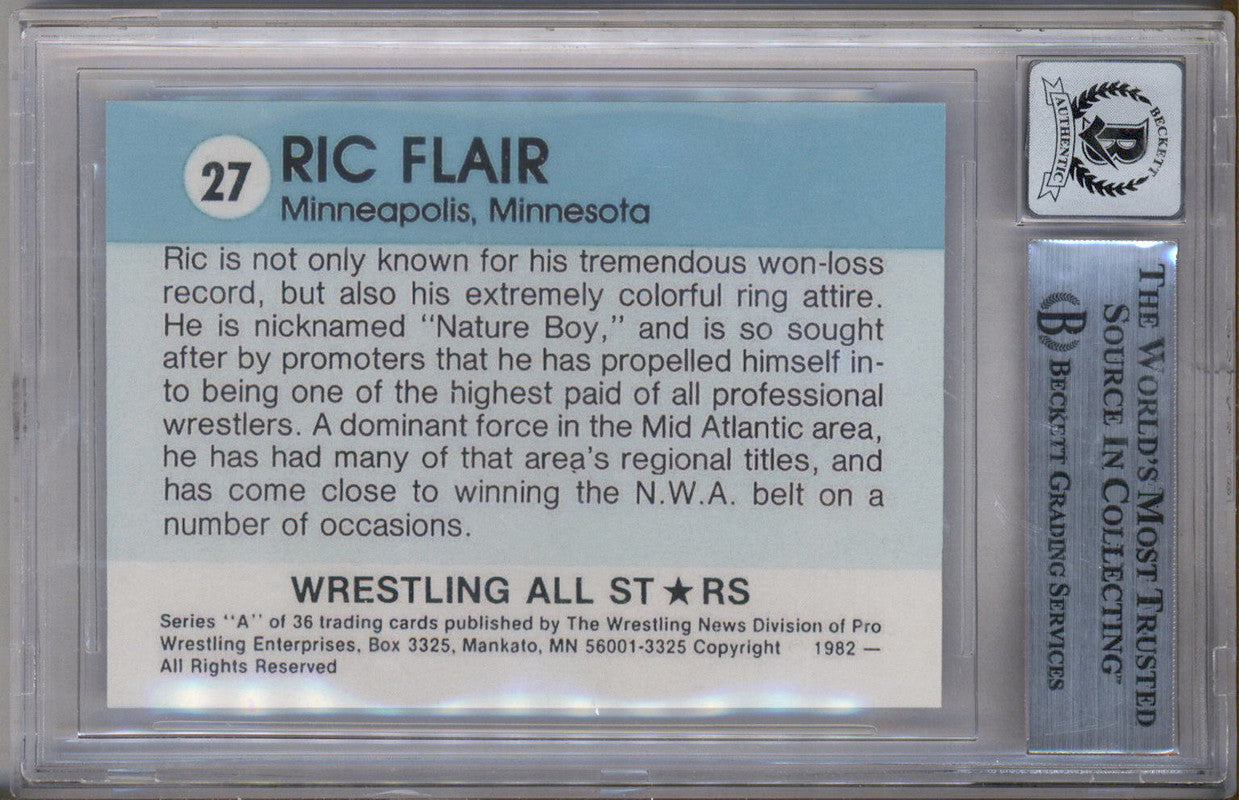 27
RIC FLAIR
Minneapolis, Minnesota
Ric is not only known for his tremendous won-loss
record, but also his extremely colorful ring attire.
He is nicknamed "Nature Boy," and is so sought
after by promoters that he has propelled himself in-
to being one of the highest paid of all professional
wrestlers. A dominant force in the Mid Atlantic area,
he has had many of that area's regional titles, and
has come close to winning the N.W.A. belt on a
number of occasions.
WRESTLING ALL ST★RS
Series "A" of 36 trading cards published by The Wrestling News Division of Pro
Wrestling Enterprises, Box 3325, Mankato, MN 56001-3325 Copyright 1982 —
All Rights Reserved
BECKETT
AUTHENTIC
B
THE WORLD'S MOST TRUSTED
SOURCE IN COLLECTING™
B BECKETT GRADING SERVICES